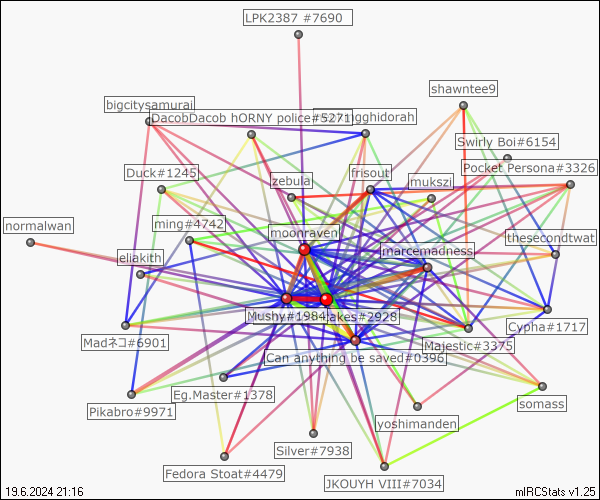 LPK2387 #7690
shawntee9
bigcitysamurai
DacobDacob hORNY police#5271
gghidorah
Swirly Boi#6154
Pocket Persona#3326
Duck#1245
zebula
frisout
mukszi
normalwan
ming#4742
moonraven
marcemadness
thesecondtwat
eliakith
Mushy#1984
akes#2928
Cypha#1717
Madネコ#6901
Can anything be saved#0396
Majestic#3375
Eg.Master#1378
somass
Pikabro#9971
yoshimanden
Silver#7938
Fedora Stoat#4479
JKOUYH VIII#7034
19.6.2024 21:16
mIRCStats v1.25